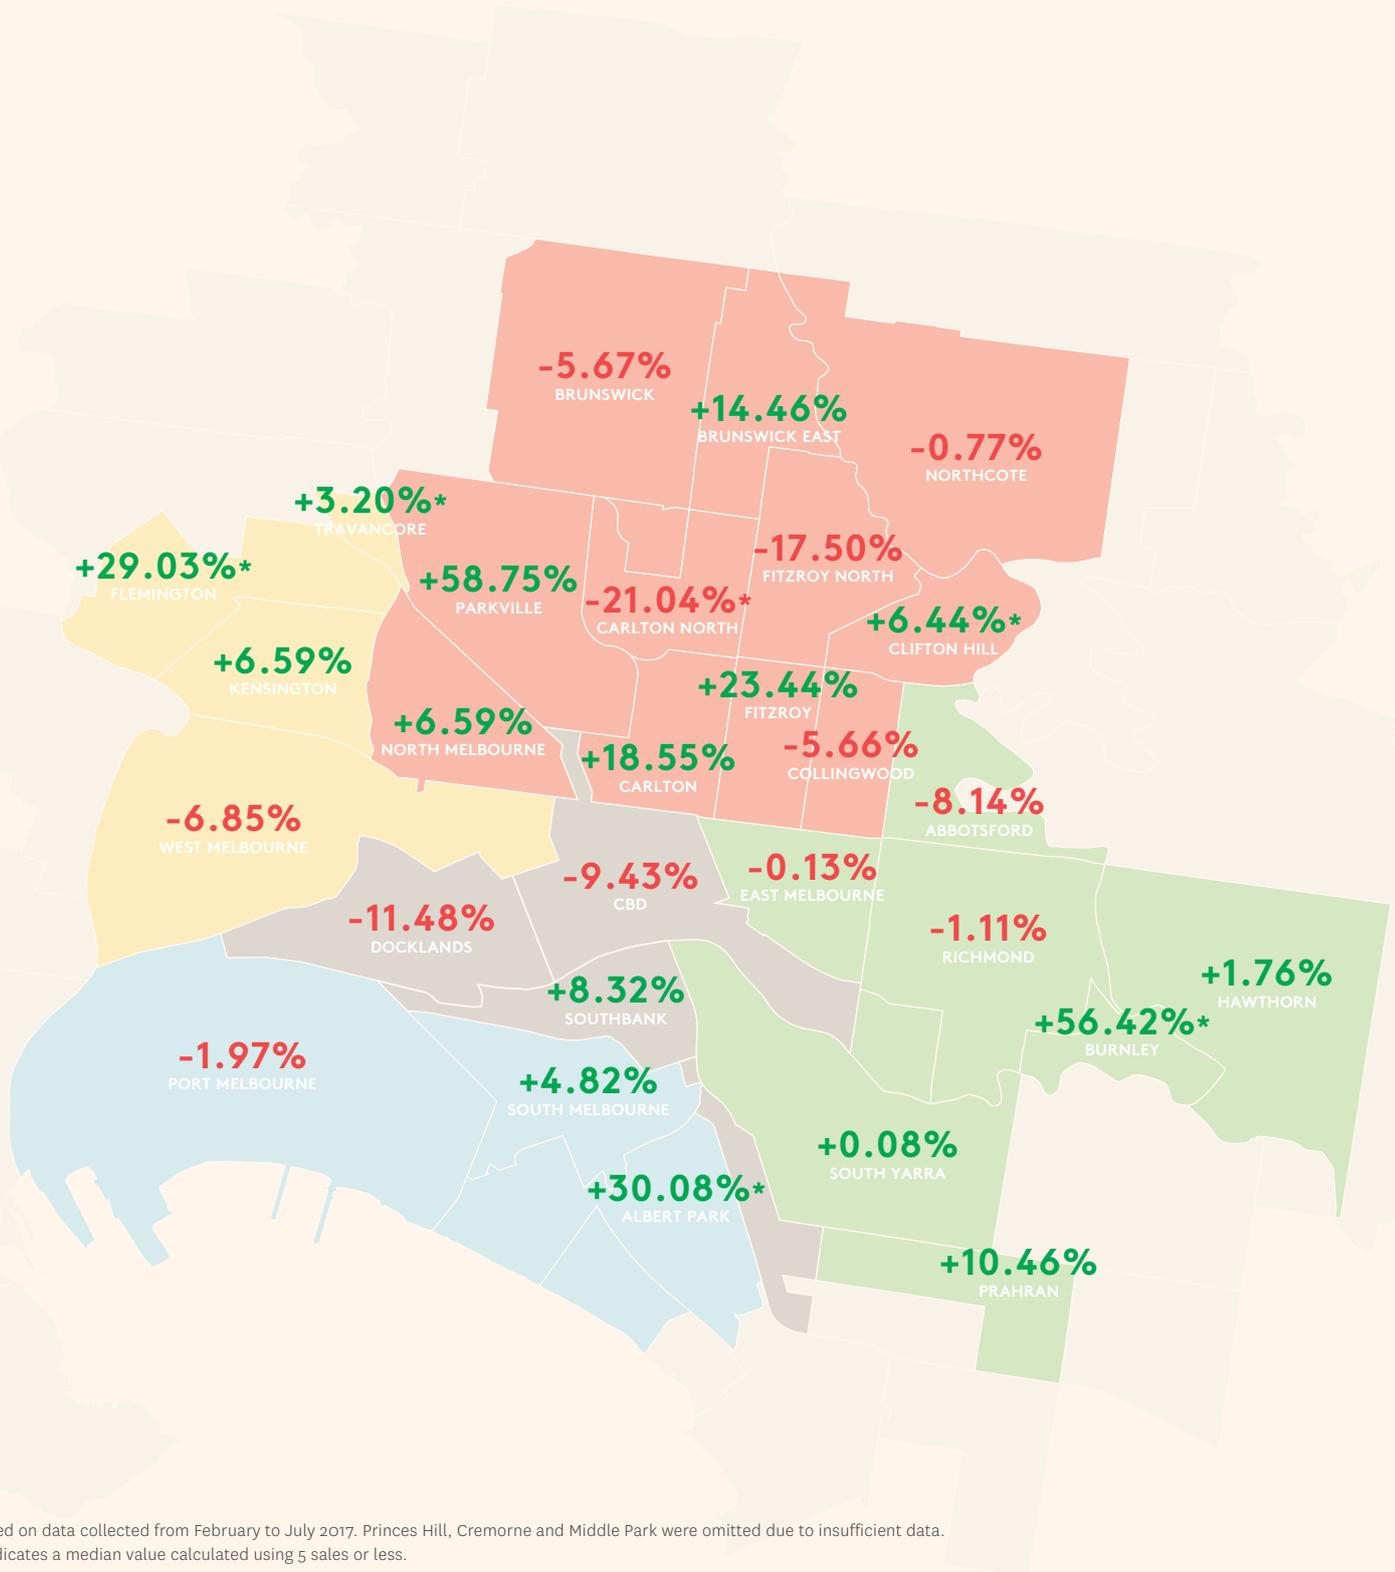 -5.67%
BRUNSWICK
+14.46%
BRUNSWICK EAST
-0.77%
NORTHCOTE
+3.20%*
TRAVANCORE
+29.03%*
FLEMINGTON
+58.75%
PARKVILLE
-17.50%
FITZROY NORTH
-21.04%*
CARLTON NORTH
+6.44%*
CLIFTON HILL
+6.59%
KENSINGTON
+23.44%
FITZROY
+6.59%
NORTH MELBOURNE
-5.66%
COLLINGWOOD
+18.55%
CARLTON
-8.14%
ABBOTSFORD
-6.85%
WEST MELBOURNE
-0.13%
EAST MELBOURNE
-9.43%
CBD
-11.48%
DOCKLANDS
-1.11%
RICHMOND
+1.76%
HAWTHORN
+8.32%
SOUTHBANK
+56.42%*
BURNLEY
-1.97%
PORT MELBOURNE
+4.82%
SOUTH MELBOURNE
+0.08%
SOUTH YARRA
+30.08%*
ALBERT PARK
+10.46%
PRAHRAN
ed on data collected from February to July 2017. Princes Hill, Cremorne and Middle Park were omitted due to insufficient data.
dicates a median value calculated using 5 sales or less.